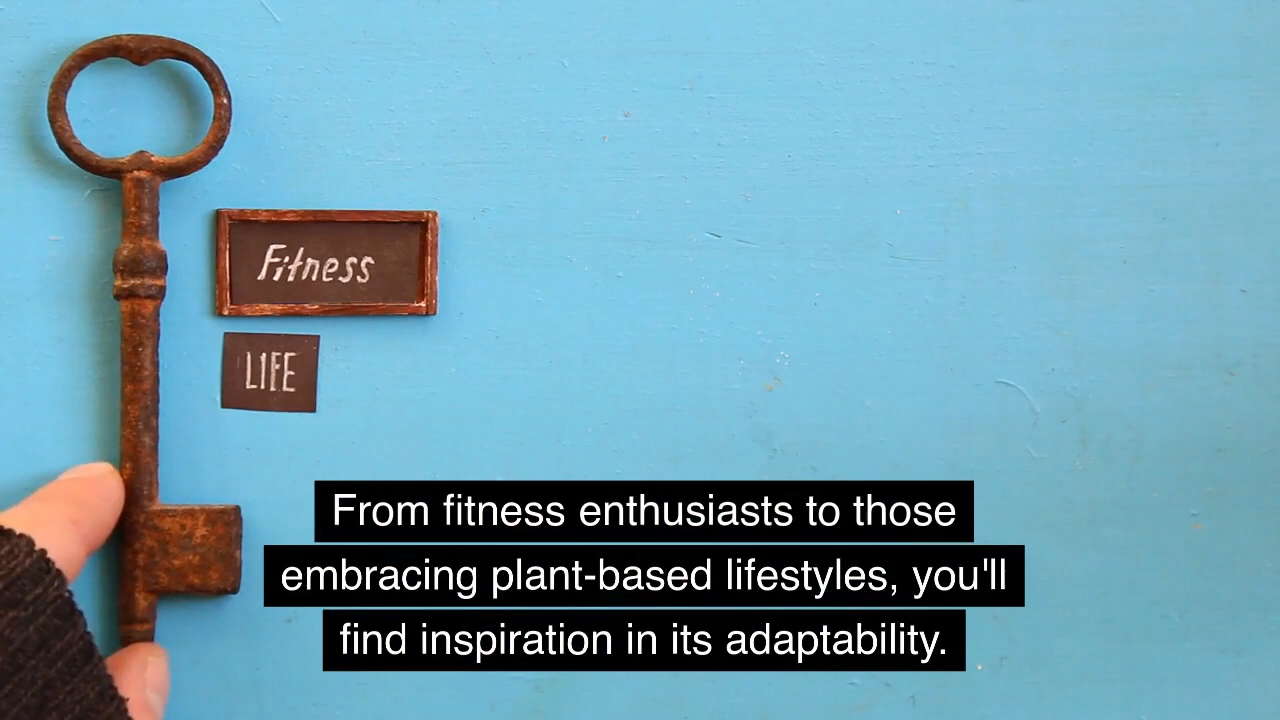 Fitness
LIFE
From fitness enthusiasts to those
embracing plant-based lifestyles, you'll
find inspiration in its adaptability.